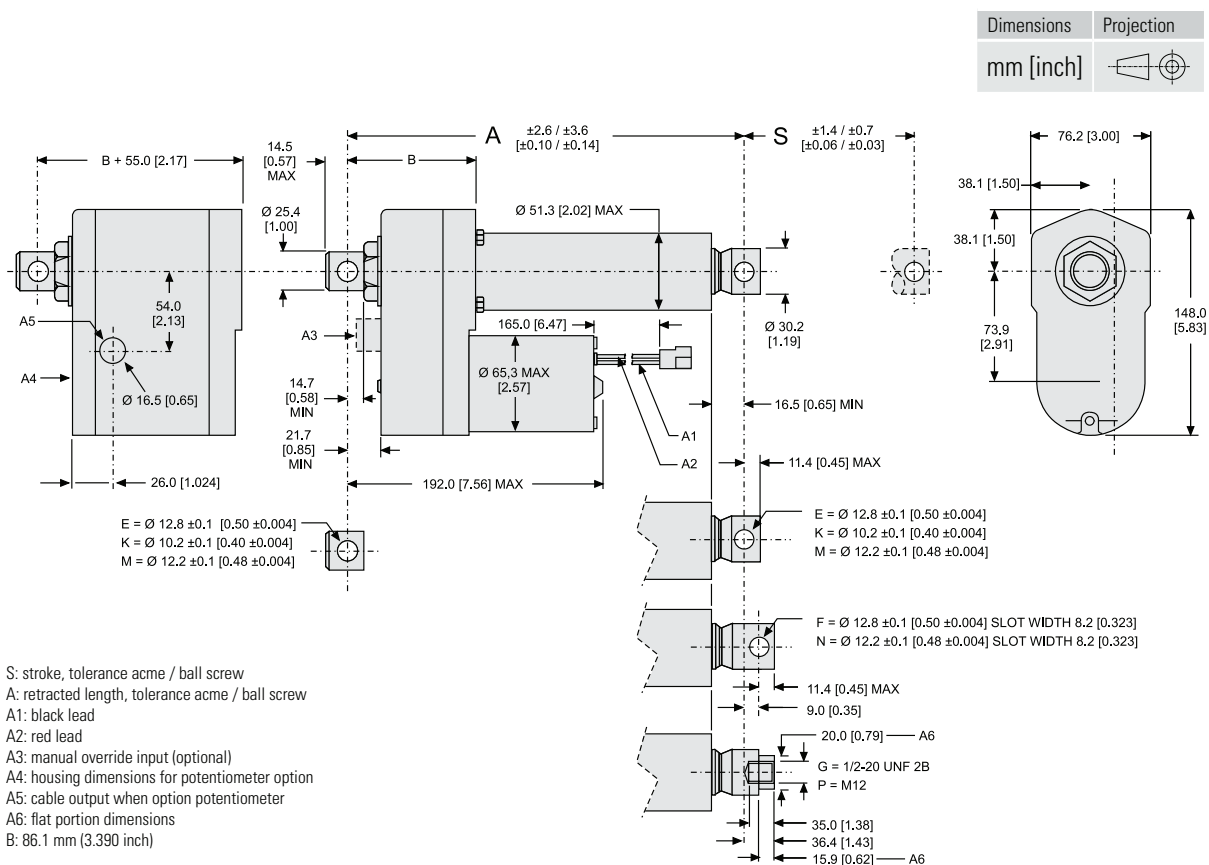 Dimensions Projection
mm [inch]
A
±2.6 / ±3.6
[±0.10 / ±0.14]
S
±1.4 / ±0.7
[±0.06 / ±0.03]
76.2 [3.00]
B + 55.0 [2.17]
14.5
[0.57]
MAX
B
38.1 [1.50]
Ø 25.4
[1.00]
Ø 51.3 [2.02] MAX
38.1 [1.50]
54.0
[2.13]
A5
A4
Ø 16.5 [0.65]
A3
165.0 [6.47]
Ø 30.2
[1.19]
148.0
[5.83]
73.9
[2.91]
Ø 65,3 MAX
[2.57]
14.7
[0.58]
MIN
16.5 [0.65] MIN
21.7
[0.85]
MIN
A1
A2
11.4 [0.45] MAX
26.0 [1.024]
192.0 [7.56] MAX
E = Ø 12.8 ±0.1 [0.50 ±0.004]
K = Ø 10.2 ±0.1 [0.40 ±0.004]
M = Ø 12.2 ±0.1 [0.48 ±0.004]
E = Ø 12.8 ±0.1 [0.50 ±0.004]
K = Ø 10.2 ±0.1 [0.40 ±0.004]
M = Ø 12.2 ±0.1 [0.48 ±0.004]
F = Ø 12.8 ±0.1 [0.50 ±0.004] SLOT WIDTH 8.2 [0.323]
N = Ø 12.2 ±0.1 [0.48 ±0.004] SLOT WIDTH 8.2 [0.323]
11.4 [0.45] MAX
9.0 [0.35]
20.0 [0.79] A6
G = 1/2-20 UNF 2B
P = M12
35.0 [1.38]
36.4 [1.43]
15.9 [0.62] A6
S: stroke, tolerance acme / ball screw
A: retracted length, tolerance acme / ball screw
A1: black lead
A2: red lead
A3: manual override input (optional)
A4: housing dimensions for potentiometer option
A5: cable output when option potentiometer
A6: flat portion dimensions
B: 86.1 mm (3.390 inch)